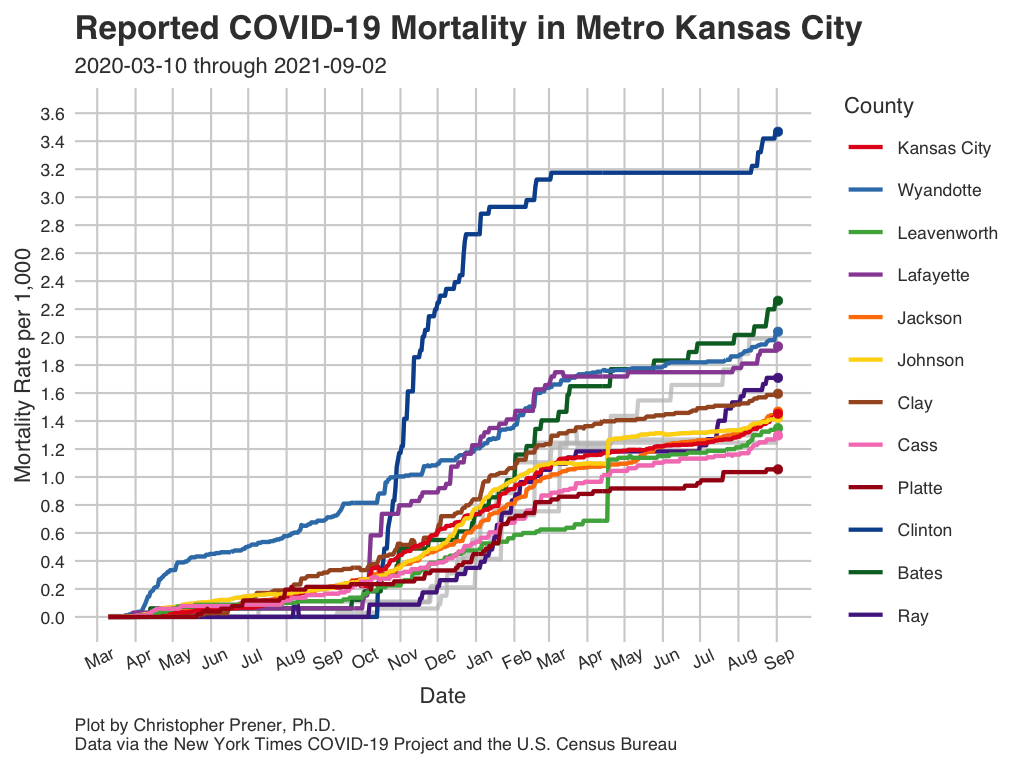 Reported COVID-19 Mortality in Metro Kansas City
2020-03-10 through 2021-09-02
Mortality Rate per 1,000
3.6
3.4
3.2
3.0
2.8
2.6
2.4
2.2
2.0
1.8
1.6
1.4
1.2
1.0
0.8
0.6
0.4
0.2
0.0
Mar Apr May Jun Jul Aug Sep Oct Nov Dec Jan Feb Mar Apr May Jun Jul Aug Sep
Date
County
Kansas City
Wyandotte
Leavenworth
Lafayette
Jackson
Johnson
Clay
Cass
Platte
Clinton
Bates
Ray
Plot by Christopher Prener, Ph.D.
Data via the New York Times COVID-19 Project and the U.S. Census Bureau